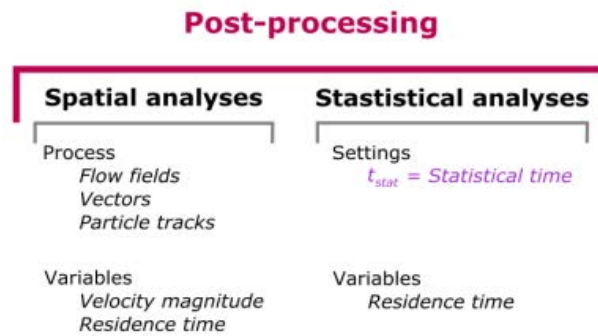 Post-processing
Spatial analyses
Process
Flow fields
Vectors
Particle tracks
Variables
Velocity magnitude
Residence time
Stastistical analyses
Settings
t_stat = Statistical time
Variables
Residence time